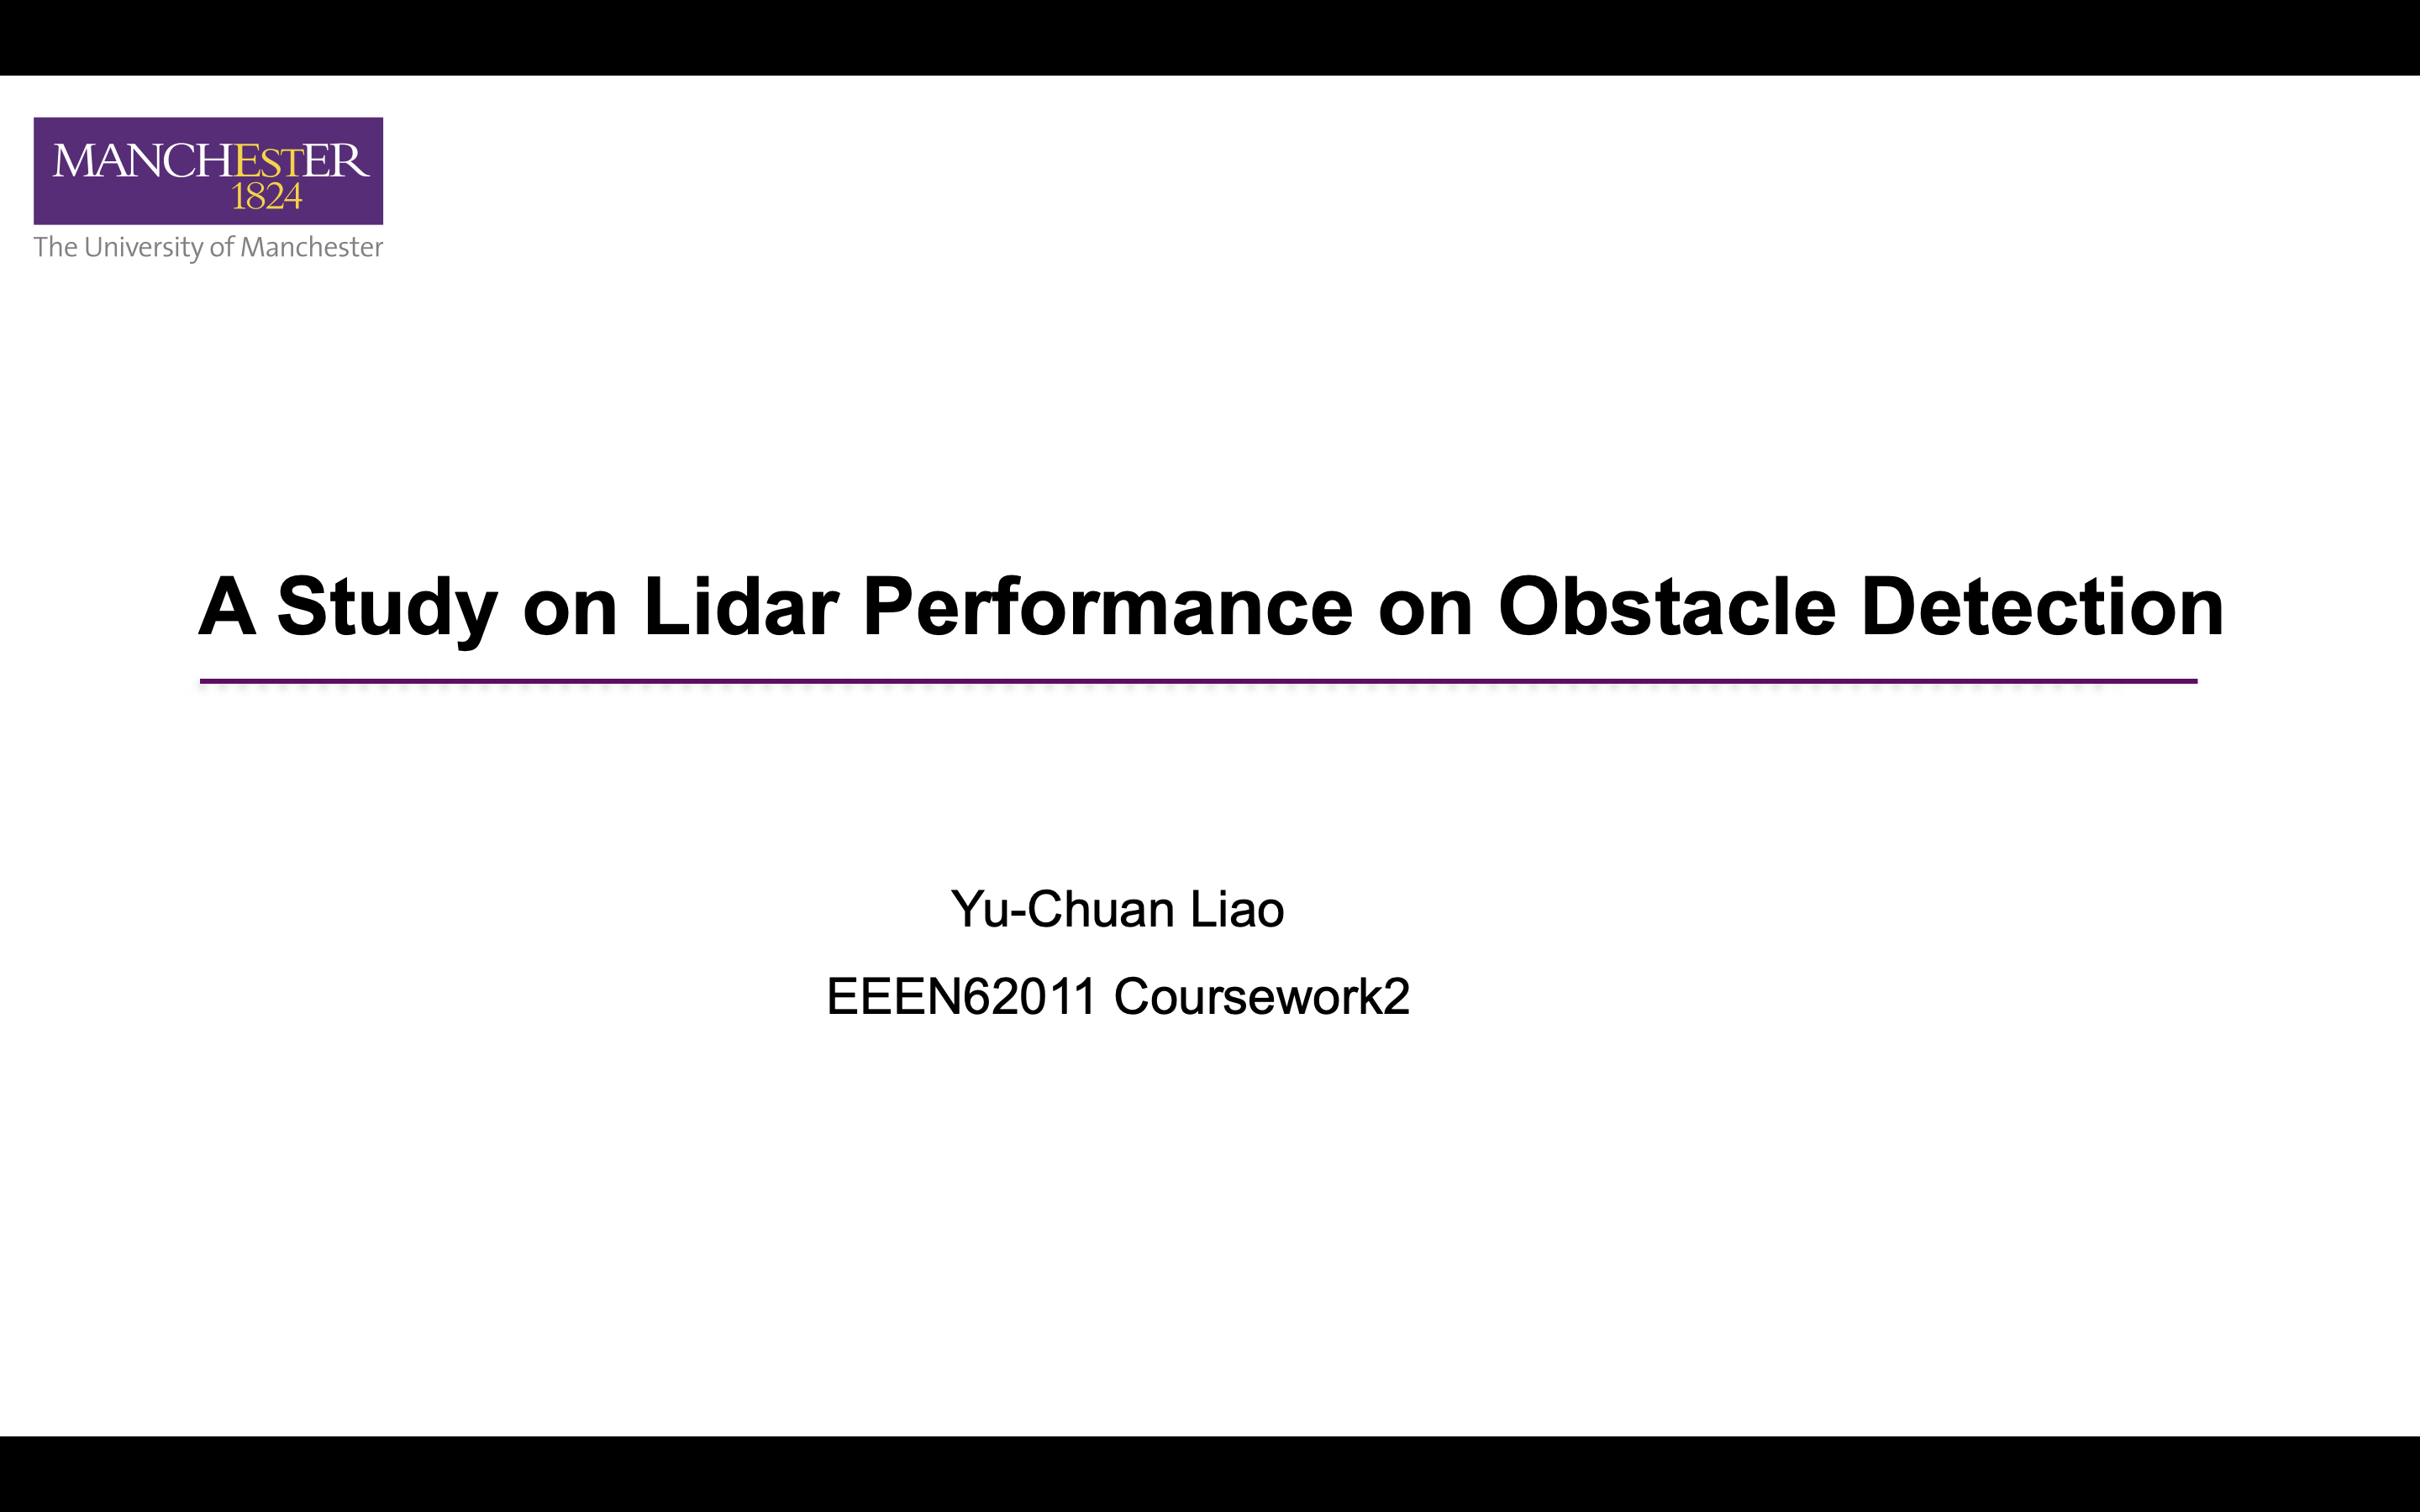 MANCHESTER
1824
The University of Manchester
A Study on Lidar Performance on Obstacle Detection
Yu-Chuan Liao
EEEN62011 Coursework2